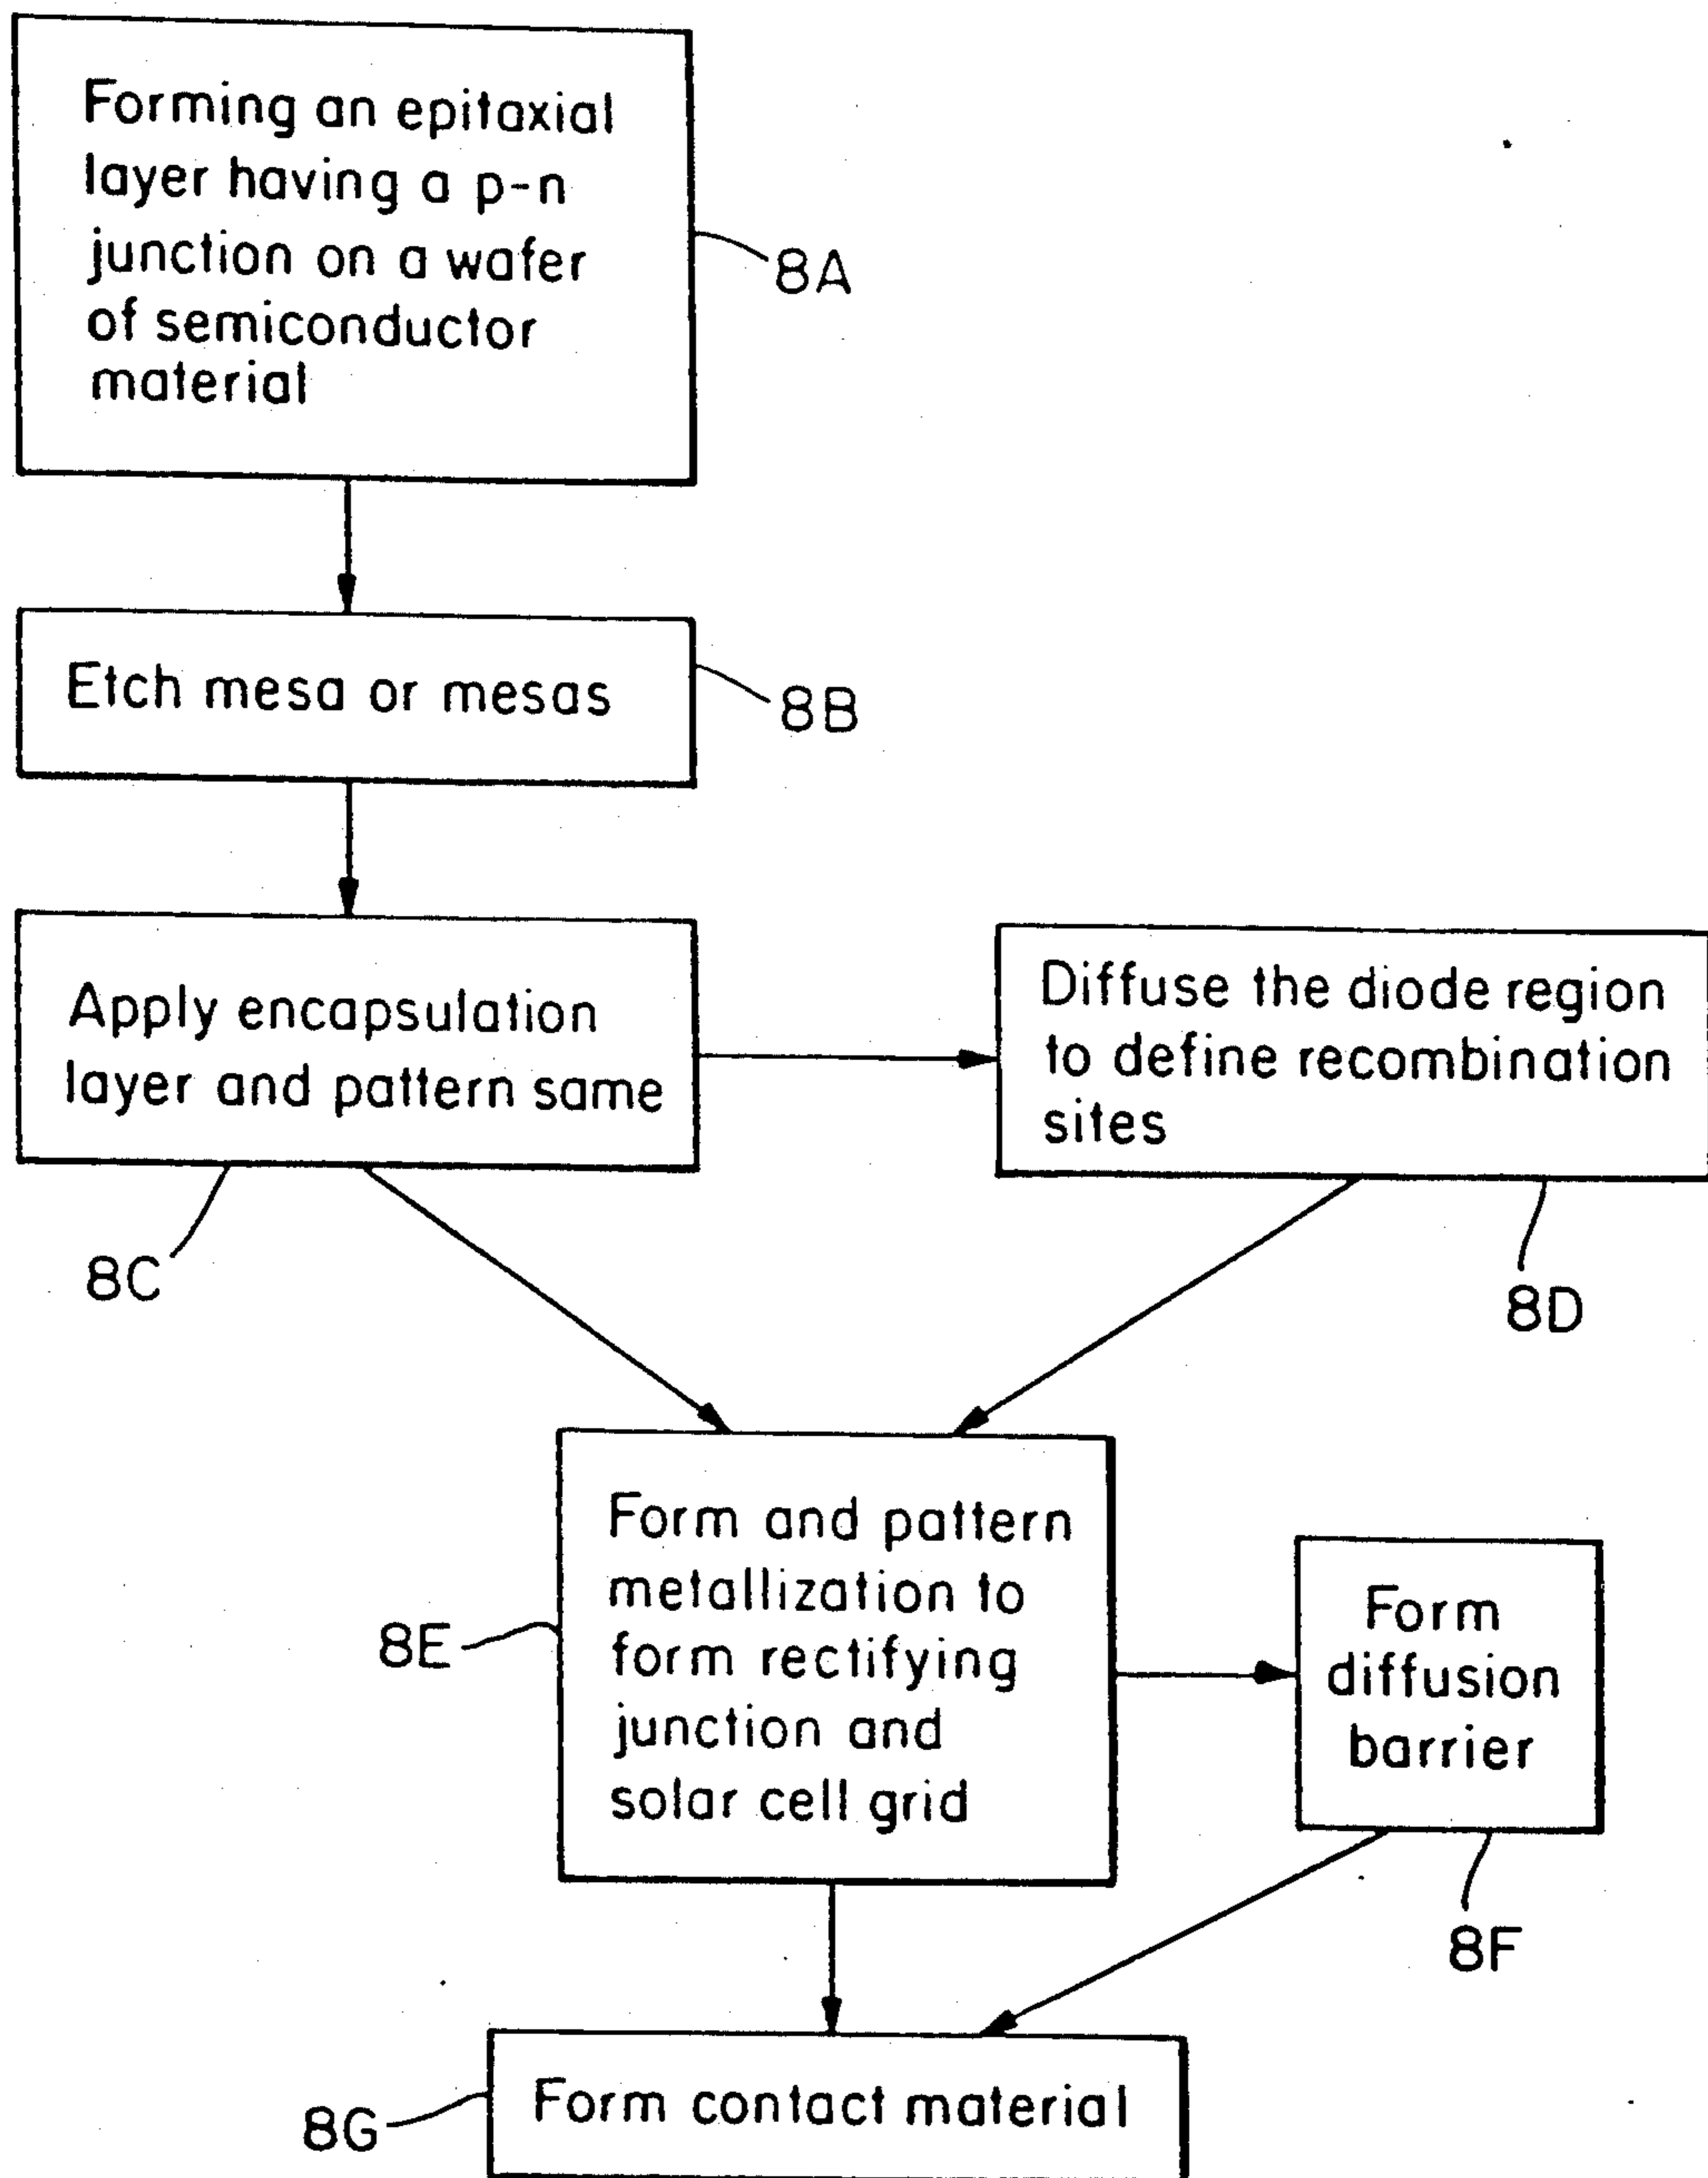 Forming an epitaxial
layer having a p-n
junction on a wafer
of semiconductor
material
8A
Etch mesa or mesas
8B
Apply encapsulation
layer and pattern same
8C
Diffuse the diode region
to define recombination
sites
8D
Form and pattern
metallization to
form rectifying
junction and
solar cell grid
8E
Form
diffusion
barrier
8F
Form contact material
8G